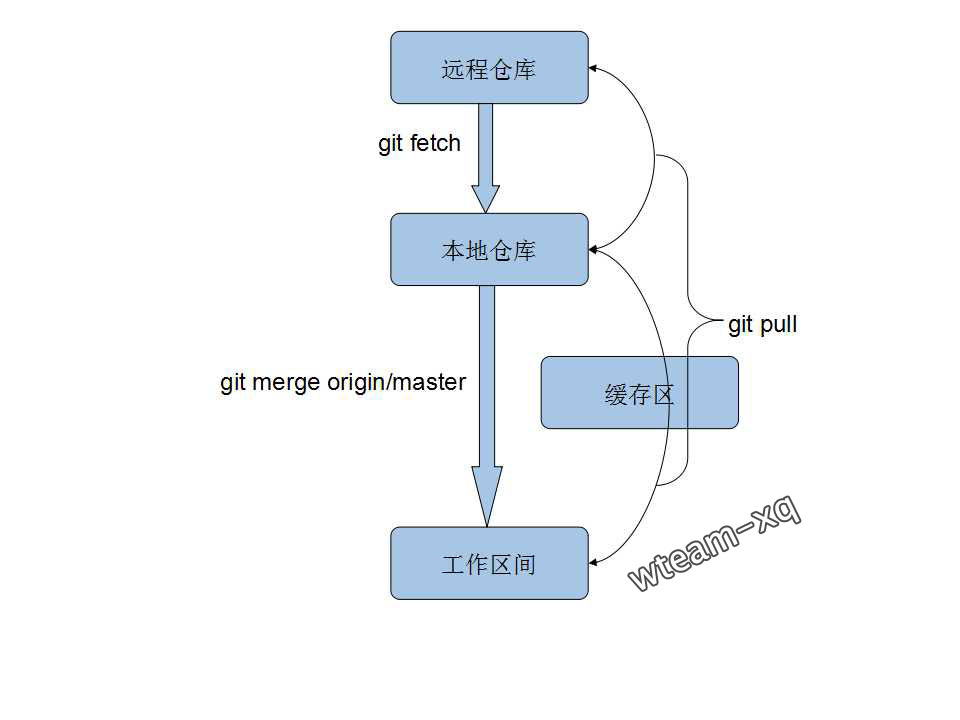 远程仓库
git fetch
本地仓库
git pull
git merge origin/master
缓存区
工作区间
wteam-xq